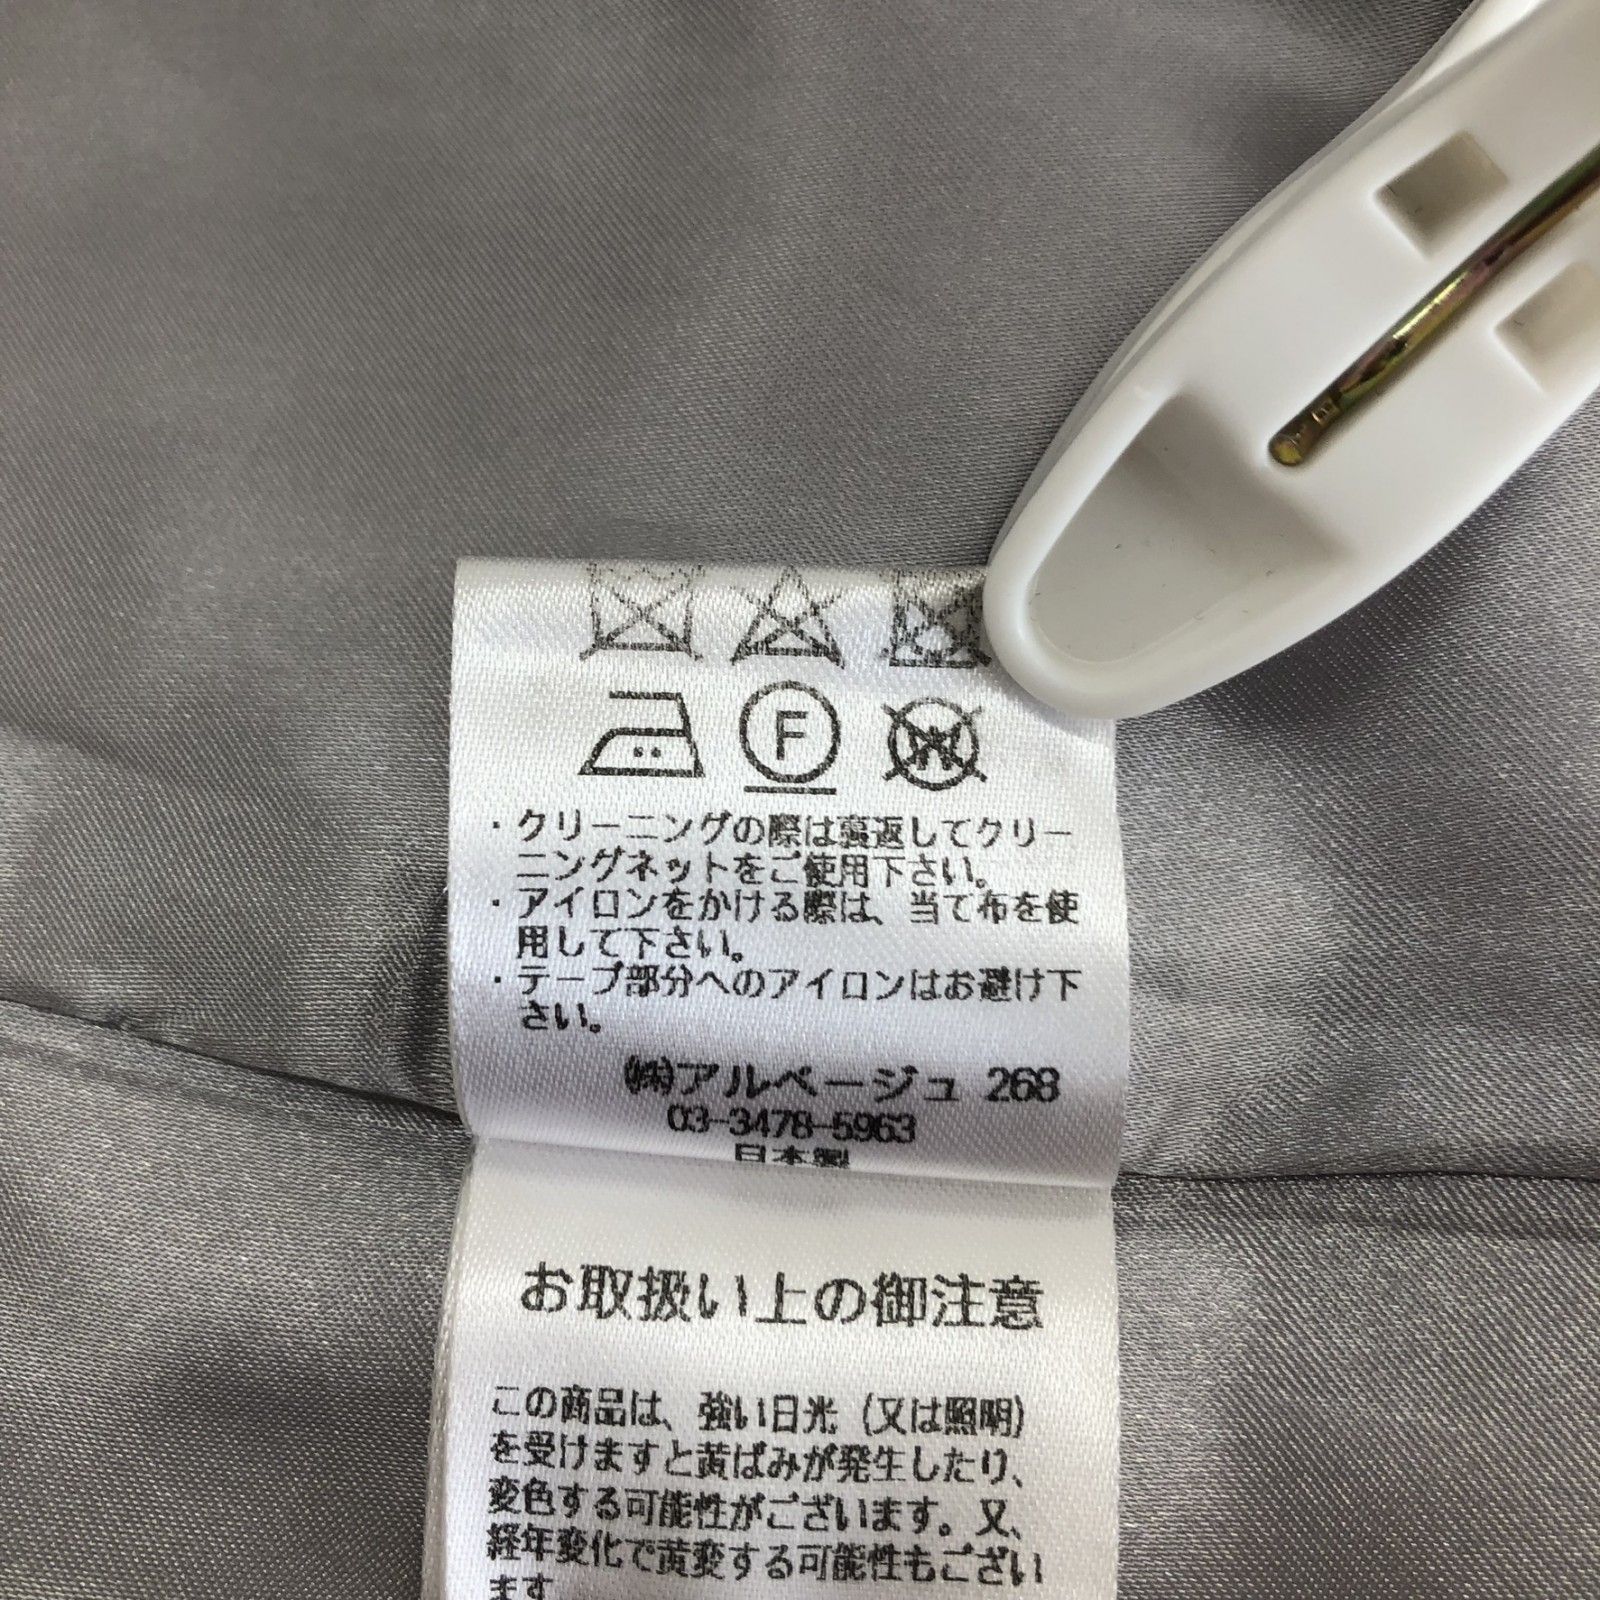 F
W
・クリーニングの際は裏返してクリー
ニングネットをご使用下さい。
・アイロンをかける際は、当て布を使
用して下さい。
・テープ部分へのアイロンはお避け下
さい。
㈱アルページュ 268
03-3478-5963
日本製
お取扱い上の御注意
この商品は、強い日光（又は照明）
を受けますと黄ばみが発生したり、
変色する可能性がございます。又、
経年変化で黄変する可能性もござい
ます